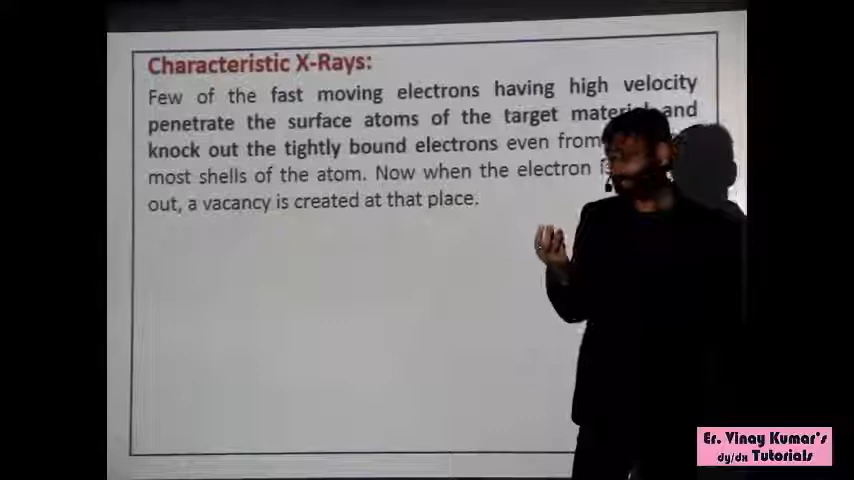 Characteristic X-Rays:
Few of the fast moving electrons having high velocity
penetrate the surface atoms of the target material and
knock out the tightly bound electrons even from
most shells of the atom. Now when the electron
out, a vacancy is created at that place.
Er. Vinay Kumar's
dy/dx Tutorials